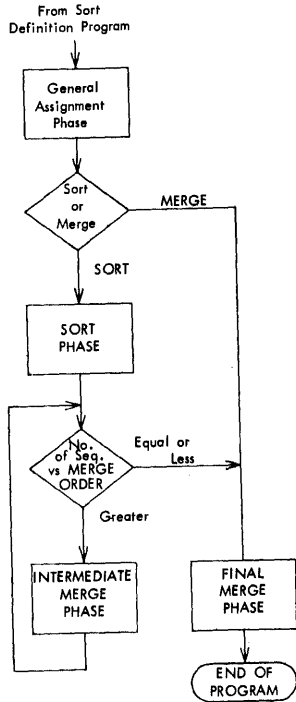 From Sort
Definition Program
General
Assignment
Phase
Sort
or
Merge
MERGE
SORT
SORT
PHASE
No.
of Seq.
vs MERGE
ORDER
Equal or
Less
Greater
INTERMEDIATE
MERGE
PHASE
FINAL
MERGE
PHASE
END OF
PROGRAM